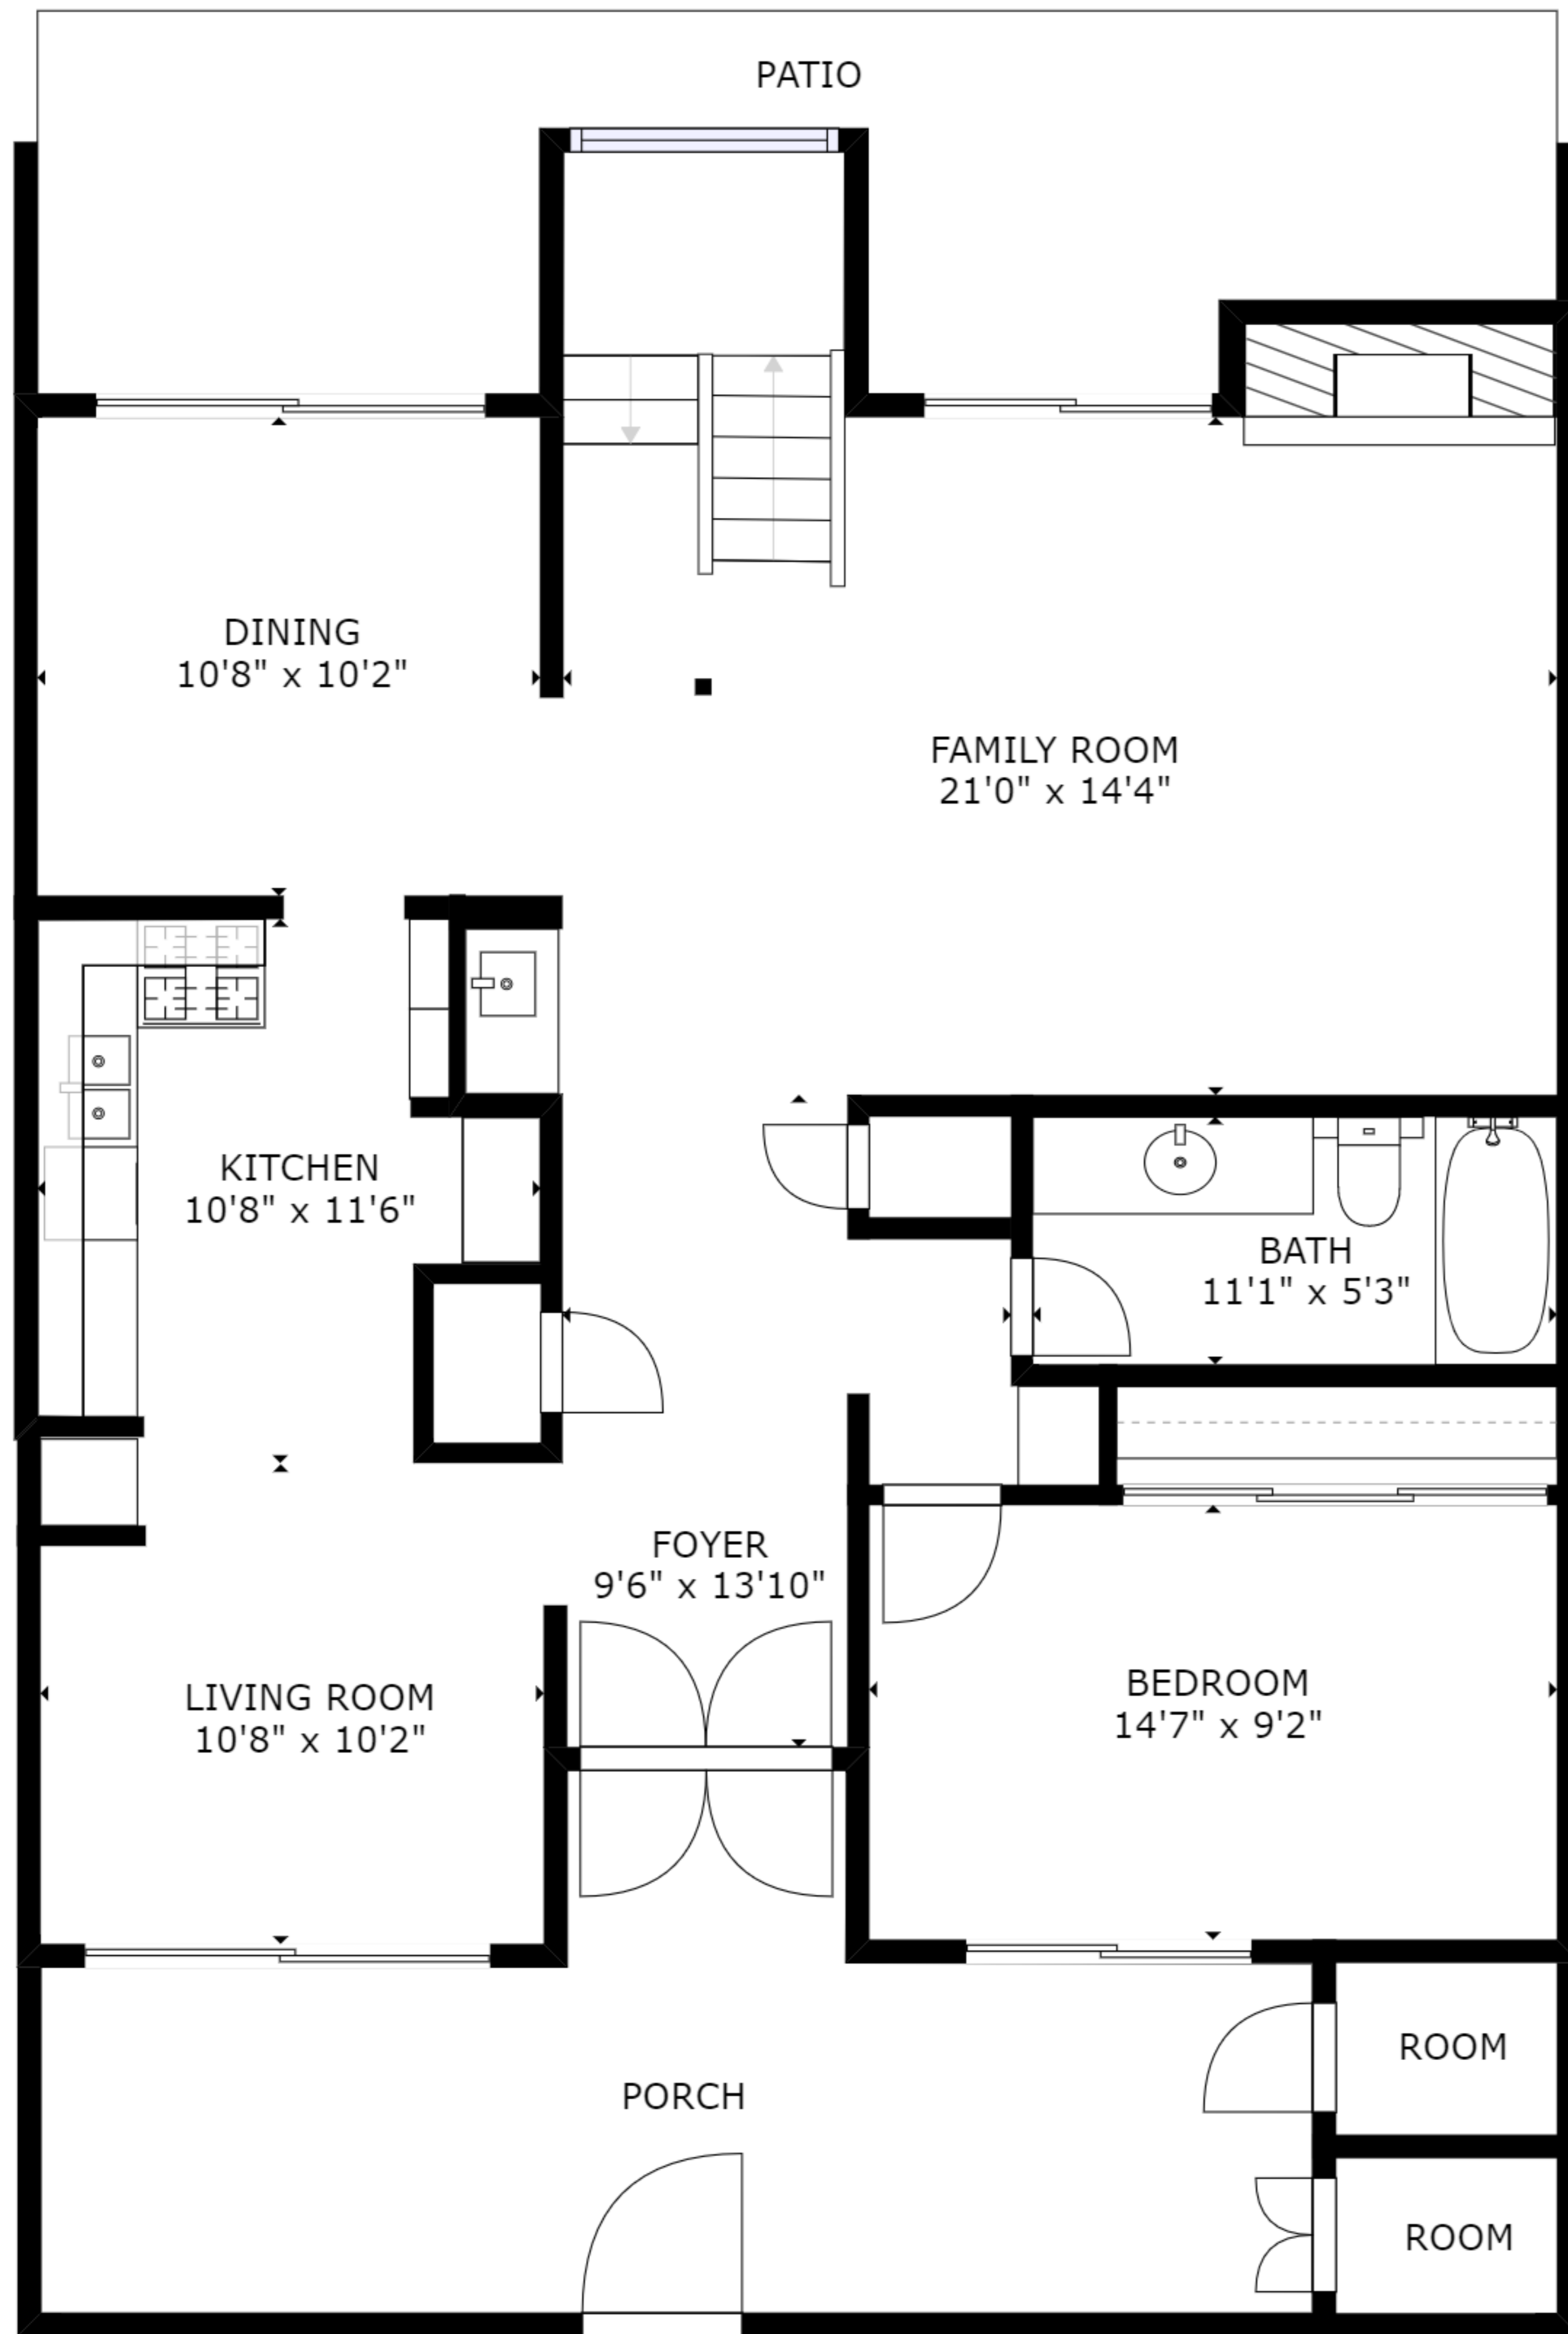 PATIO
DINING
10'8" x 10'2"
FAMILY ROOM
21'0" x 14'4"
KITCHEN
10'8" x 11'6"
BATH
11'1" x 5'3"
FOYER
9'6" x 13'10"
LIVING ROOM
10'8" x 10'2"
BEDROOM
14'7" x 9'2"
ROOM
PORCH
ROOM